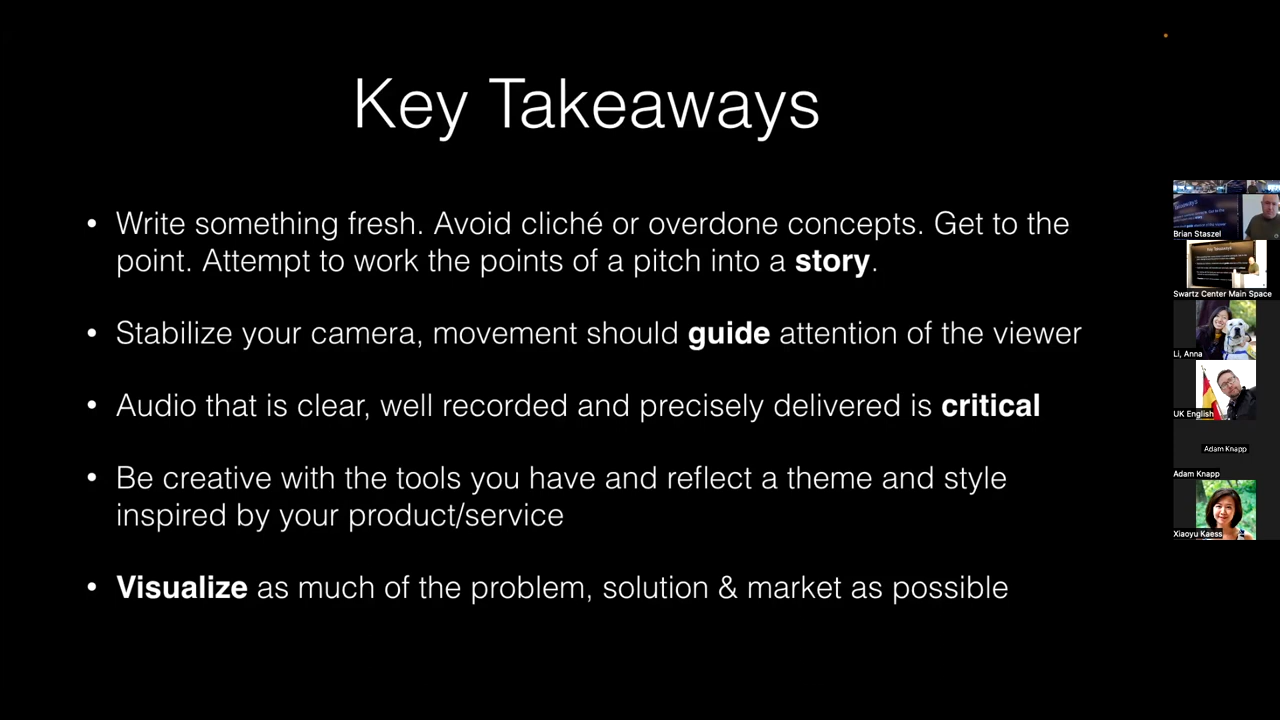 Key Takeaways
• Write something fresh. Avoid cliché or overdone concepts. Get to the
point. Attempt to work the points of a pitch into a story.
• Stabilize your camera, movement should guide attention of the viewer
• Audio that is clear, well recorded and precisely delivered is critical
• Be creative with the tools you have and reflect a theme and style
inspired by your product/service
• Visualize as much of the problem, solution & market as possible
Brian Staszel
Key Takeaways
Swartz Center Main Space
Li, Anna
UK English
Adam Knapp
Adam Knapp
Xiaoyu Kaess